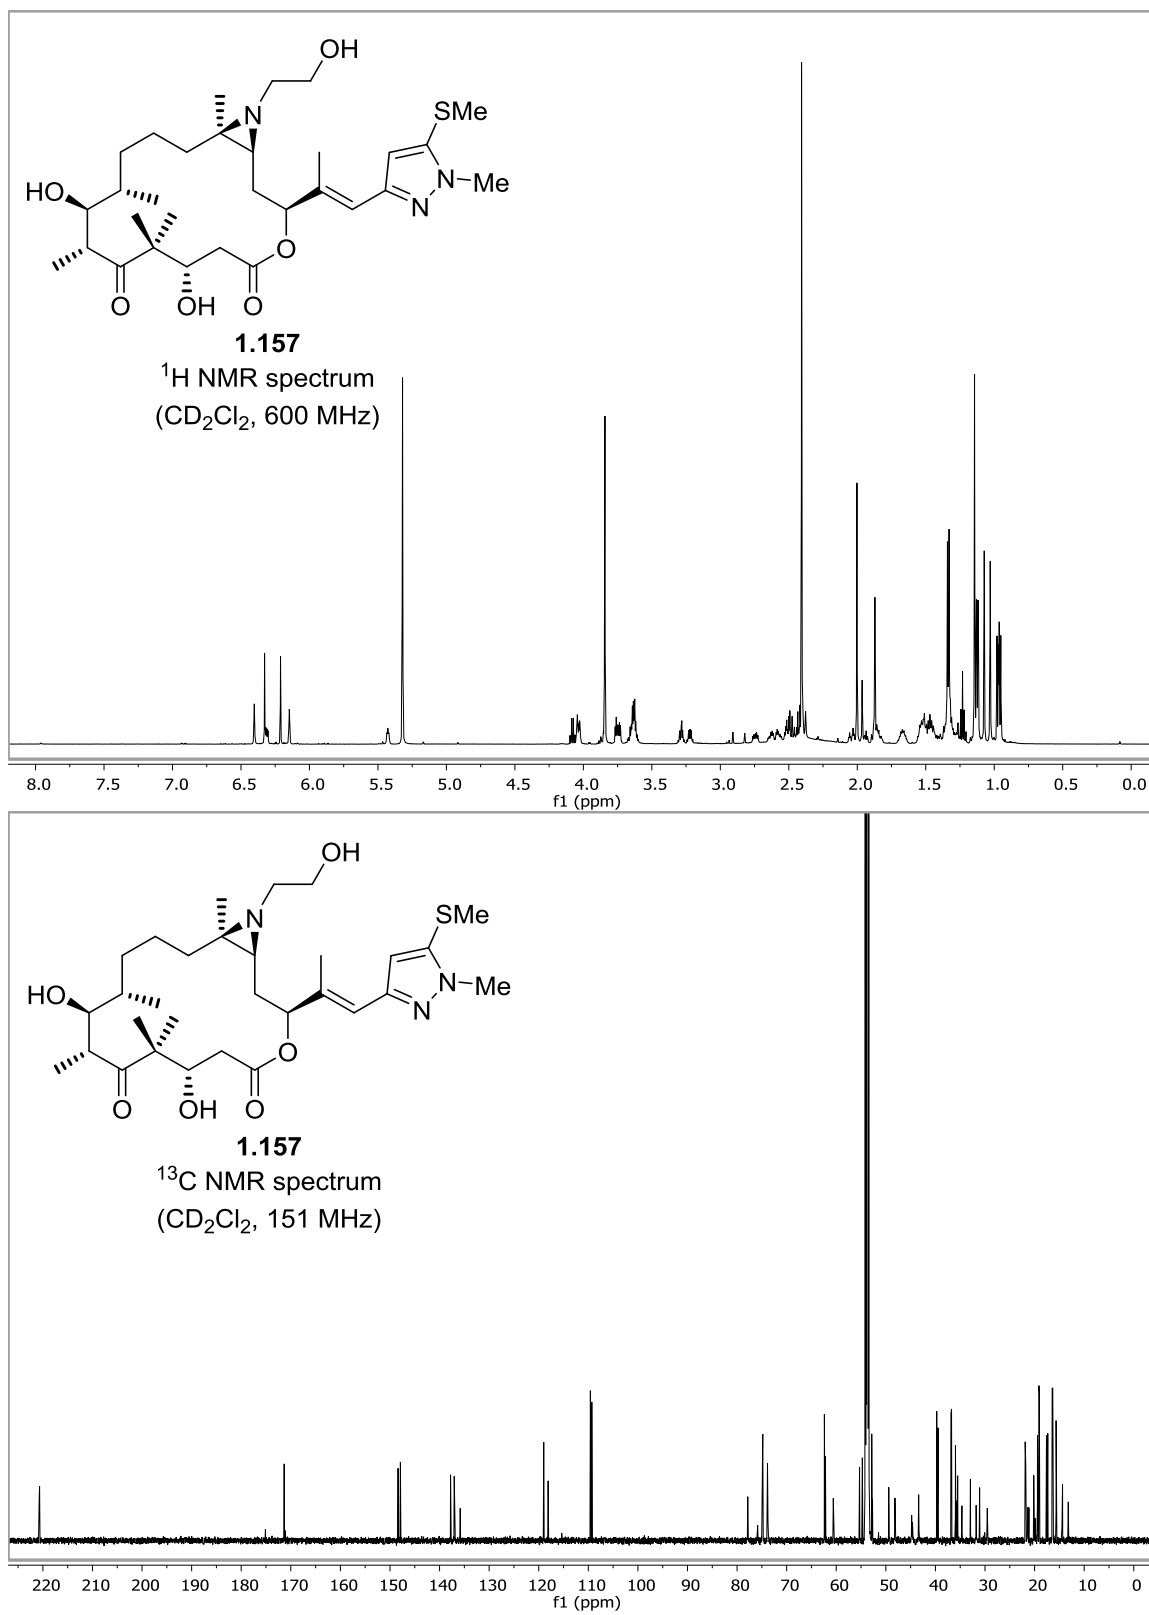 OH
N
SMe
HO
N
Me
N
O
O
OH
O
1.157
¹H NMR spectrum
(CD₂Cl₂, 600 MHz)
8.0 7.5 7.0 6.5 6.0 5.5 5.0 4.5 4.0 3.5 3.0 2.5 2.0 1.5 1.0 0.5 0.0
f1 (ppm)
OH
N
SMe
HO
N
Me
N
O
O
OH
O
1.157
¹³C NMR spectrum
(CD₂Cl₂, 151 MHz)
220 210 200 190 180 170 160 150 140 130 120 110 100 90 80 70 60 50 40 30 20 10 0
f1 (ppm)